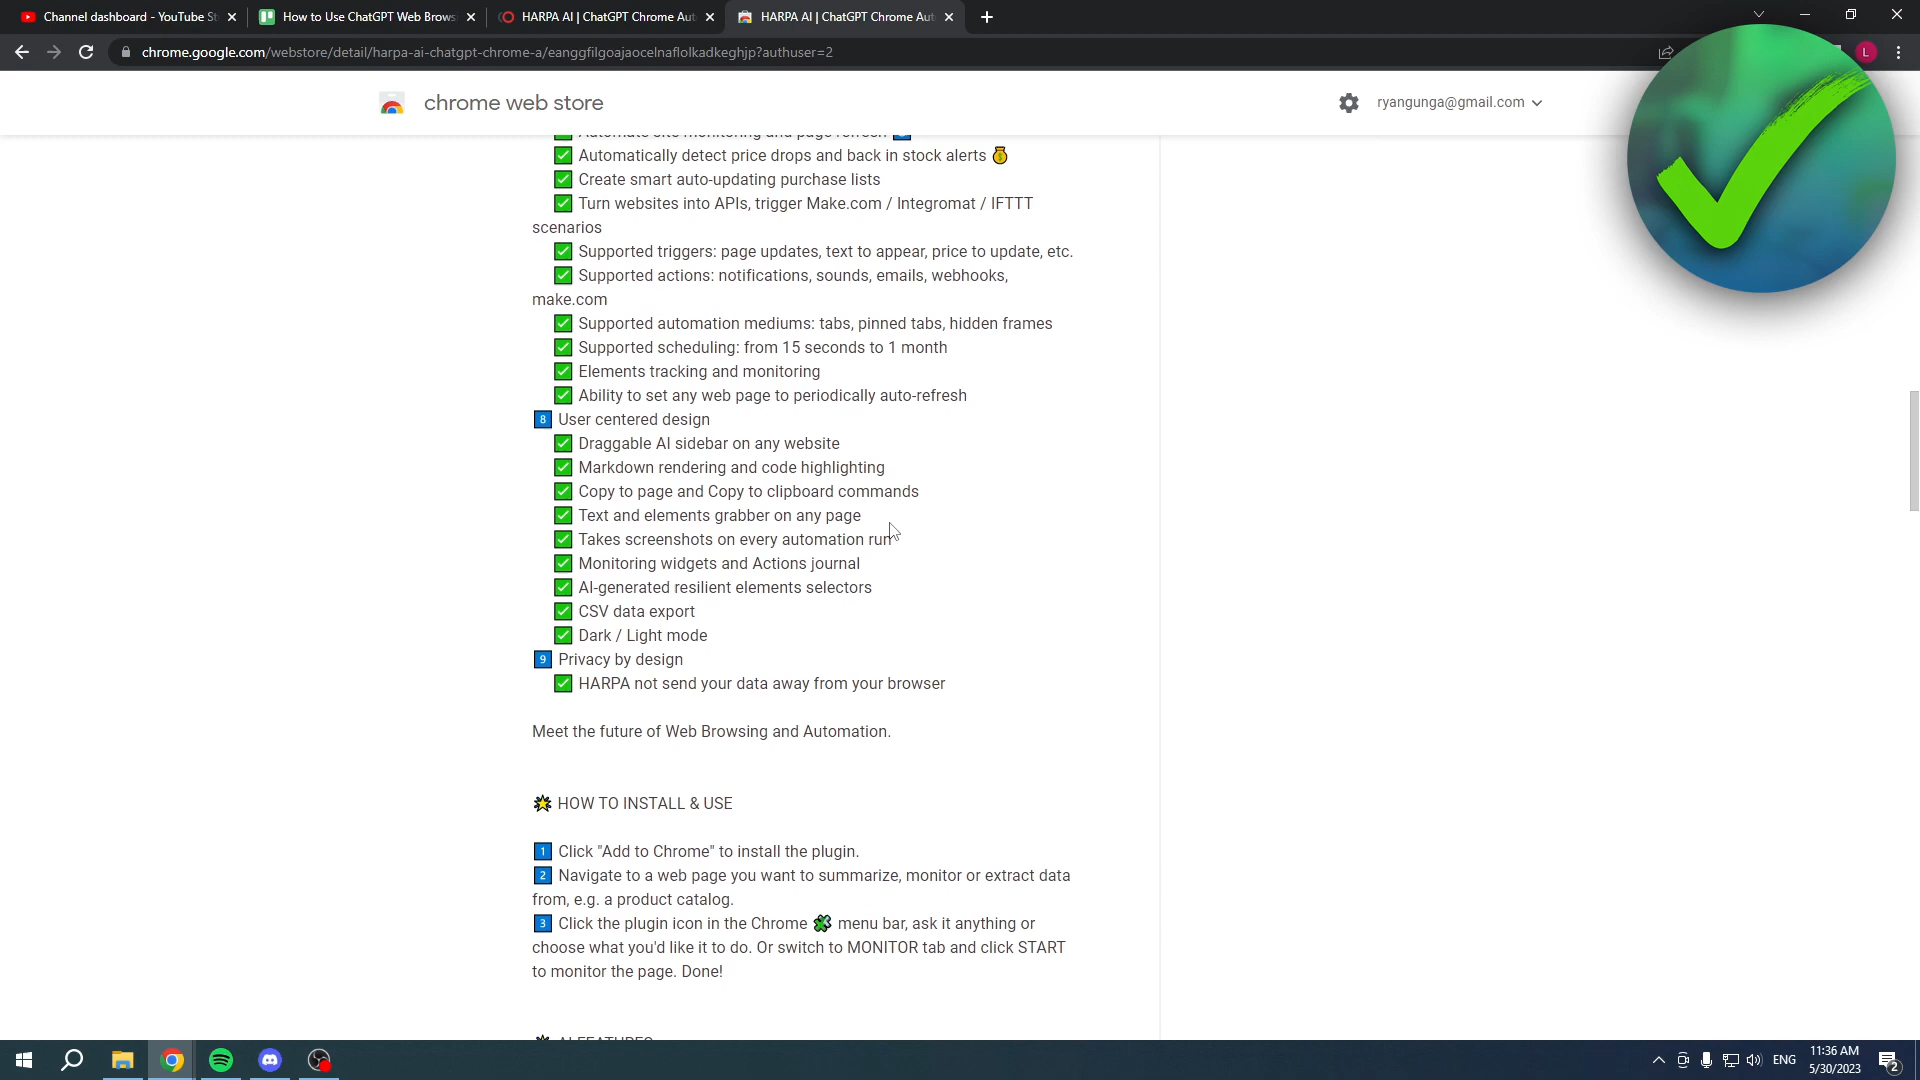 Channel dashboard - YouTube St
How to Use ChatGPT Web Brows
HARPA AI | ChatGPT Chrome Aut
HARPA AI | ChatGPT Chrome Aut
chrome.google.com/webstore/detail/harpa-ai-chatgpt-chrome-a/eanggfilgoajaocelnaflolkadkeghjp?authuser=2
L
chrome web store
ryangunga@gmail.com
Automate site monitoring and page refresh
Automatically detect price drops and back in stock alerts
Create smart auto-updating purchase lists
Turn websites into APIs, trigger Make.com / Integromat / IFTTT
scenarios
Supported triggers: page updates, text to appear, price to update, etc.
Supported actions: notifications, sounds, emails, webhooks,
make.com
Supported automation mediums: tabs, pinned tabs, hidden frames
Supported scheduling: from 15 seconds to 1 month
Elements tracking and monitoring
Ability to set any web page to periodically auto-refresh
8 User centered design
Draggable AI sidebar on any website
Markdown rendering and code highlighting
Copy to page and Copy to clipboard commands
Text and elements grabber on any page
Takes screenshots on every automation run
Monitoring widgets and Actions journal
AI-generated resilient elements selectors
CSV data export
Dark / Light mode
9 Privacy by design
HARPA not send your data away from your browser
Meet the future of Web Browsing and Automation.
HOW TO INSTALL & USE
1 Click "Add to Chrome" to install the plugin.
2 Navigate to a web page you want to summarize, monitor or extract data
from, e.g. a product catalog.
3 Click the plugin icon in the Chrome menu bar, ask it anything or
choose what you'd like it to do. Or switch to MONITOR tab and click START
to monitor the page. Done!
AI FEATURES
ENG
11:36 AM
5/30/2023
2